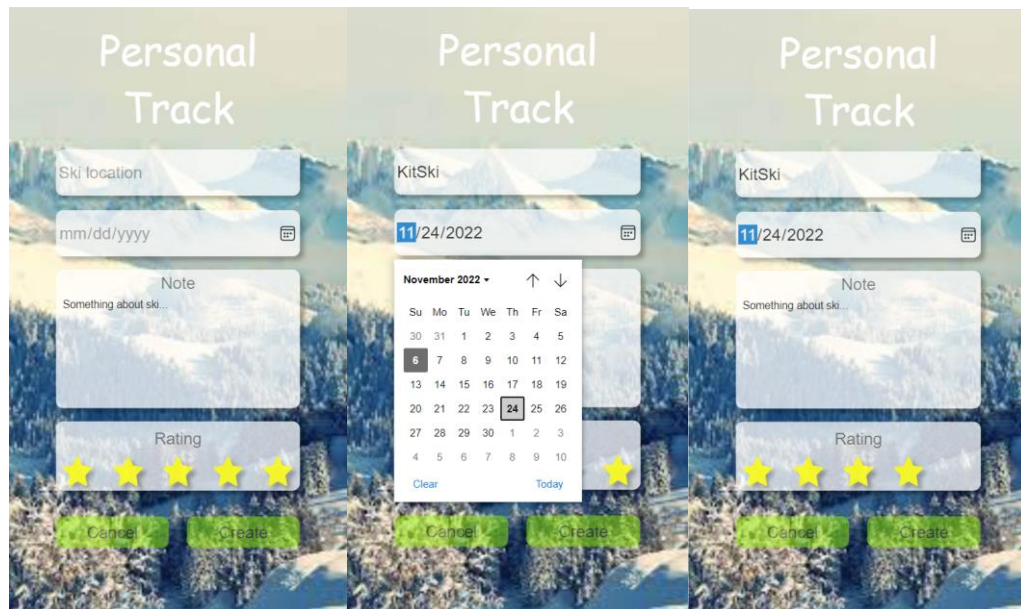 Personal
Track
Ski location
mm/dd/yyyy
Note
Something about ski...
Rating
Cancel Create
Personal
Track
KitSki
11/24/2022
November 2022
Su Mo Tu We Th Fr Sa
30 31 1 2 3 4 5
6 7 8 9 10 11 12
13 14 15 16 17 18 19
20 21 22 23 24 25 26
27 28 29 30 1 2 3
4 5 6 7 8 9 10
Clear Today
Cancel Create
Personal
Track
KitSki
11/24/2022
Note
Something about ski...
Rating
Cancel Create